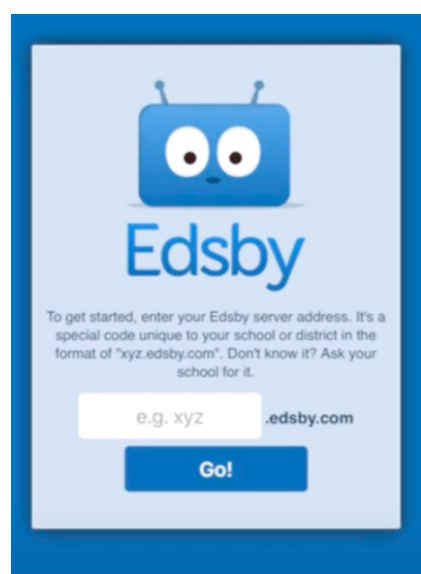 Edsby
To get started, enter your Edsby server address. It's a
special code unique to your school or district in the
format of "xyz.edsby.com". Don't know it? Ask your
school for it.
e.g. xyz .edsby.com
Go!